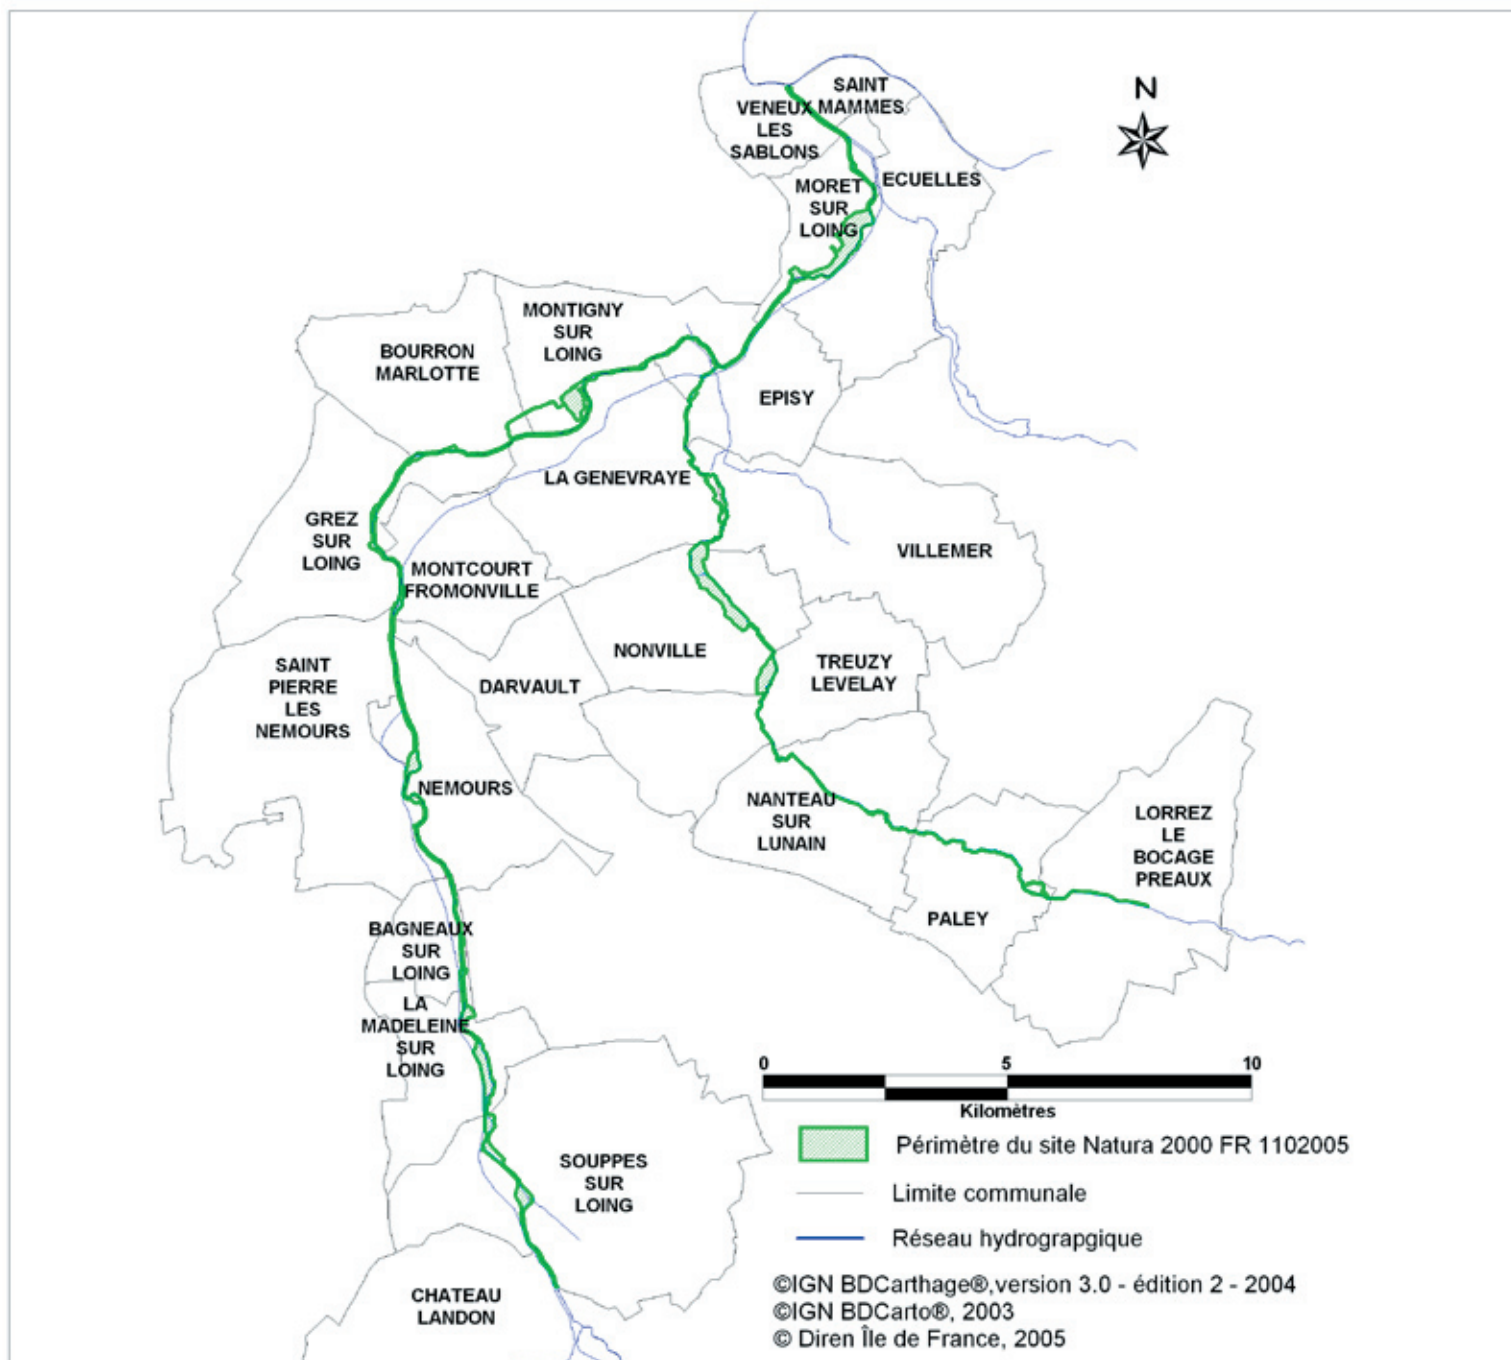 N
SAINT
MAMMES
VENEUX
LES
SABLONS
ECUELLES
MORET
SUR
LOING
MONTIGNY
SUR
LOING
BOURRON
MARLOTTE
EPISY
LA GENEVRAYE
GREZ
SUR
LOING
VILLEMER
MONTCOURT
FROMONVILLE
NONVILLE
TREUZY
LEVELAY
SAINT
PIERRE
LES
NEMOURS
DARVAULT
NEMOURS
NANTEAU
SUR
LUNAIN
LORREZ
LE
BOCAGE
PREAUX
PALEY
BAGNEAUX
SUR
LOING
LA
MADELEINE
SUR
LOING
SOUPPES
SUR
LOING
CHATEAU
LANDON
0 5 10
Kilomètres
Périmètre du site Natura 2000 FR 1102005
Limite communale
Réseau hydrograpgique
©IGN BDCarthage®,version 3.0 - édition 2 - 2004
©IGN BDCarto®, 2003
© Diren Île de France, 2005